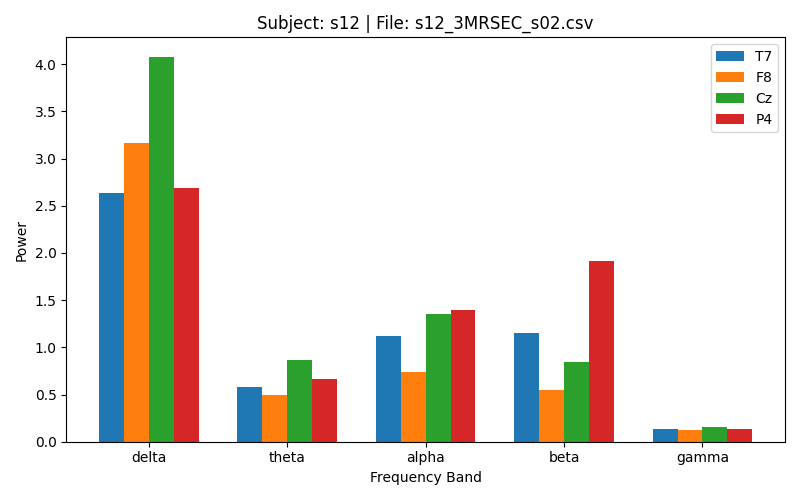 Subject: s12 | File: s12_3MRSEC_s02.csv
T7
F8
Cz
P4
4.0
3.5
3.0
2.5
2.0
1.5
1.0
0.5
0.0
Power
delta theta alpha beta gamma
Frequency Band